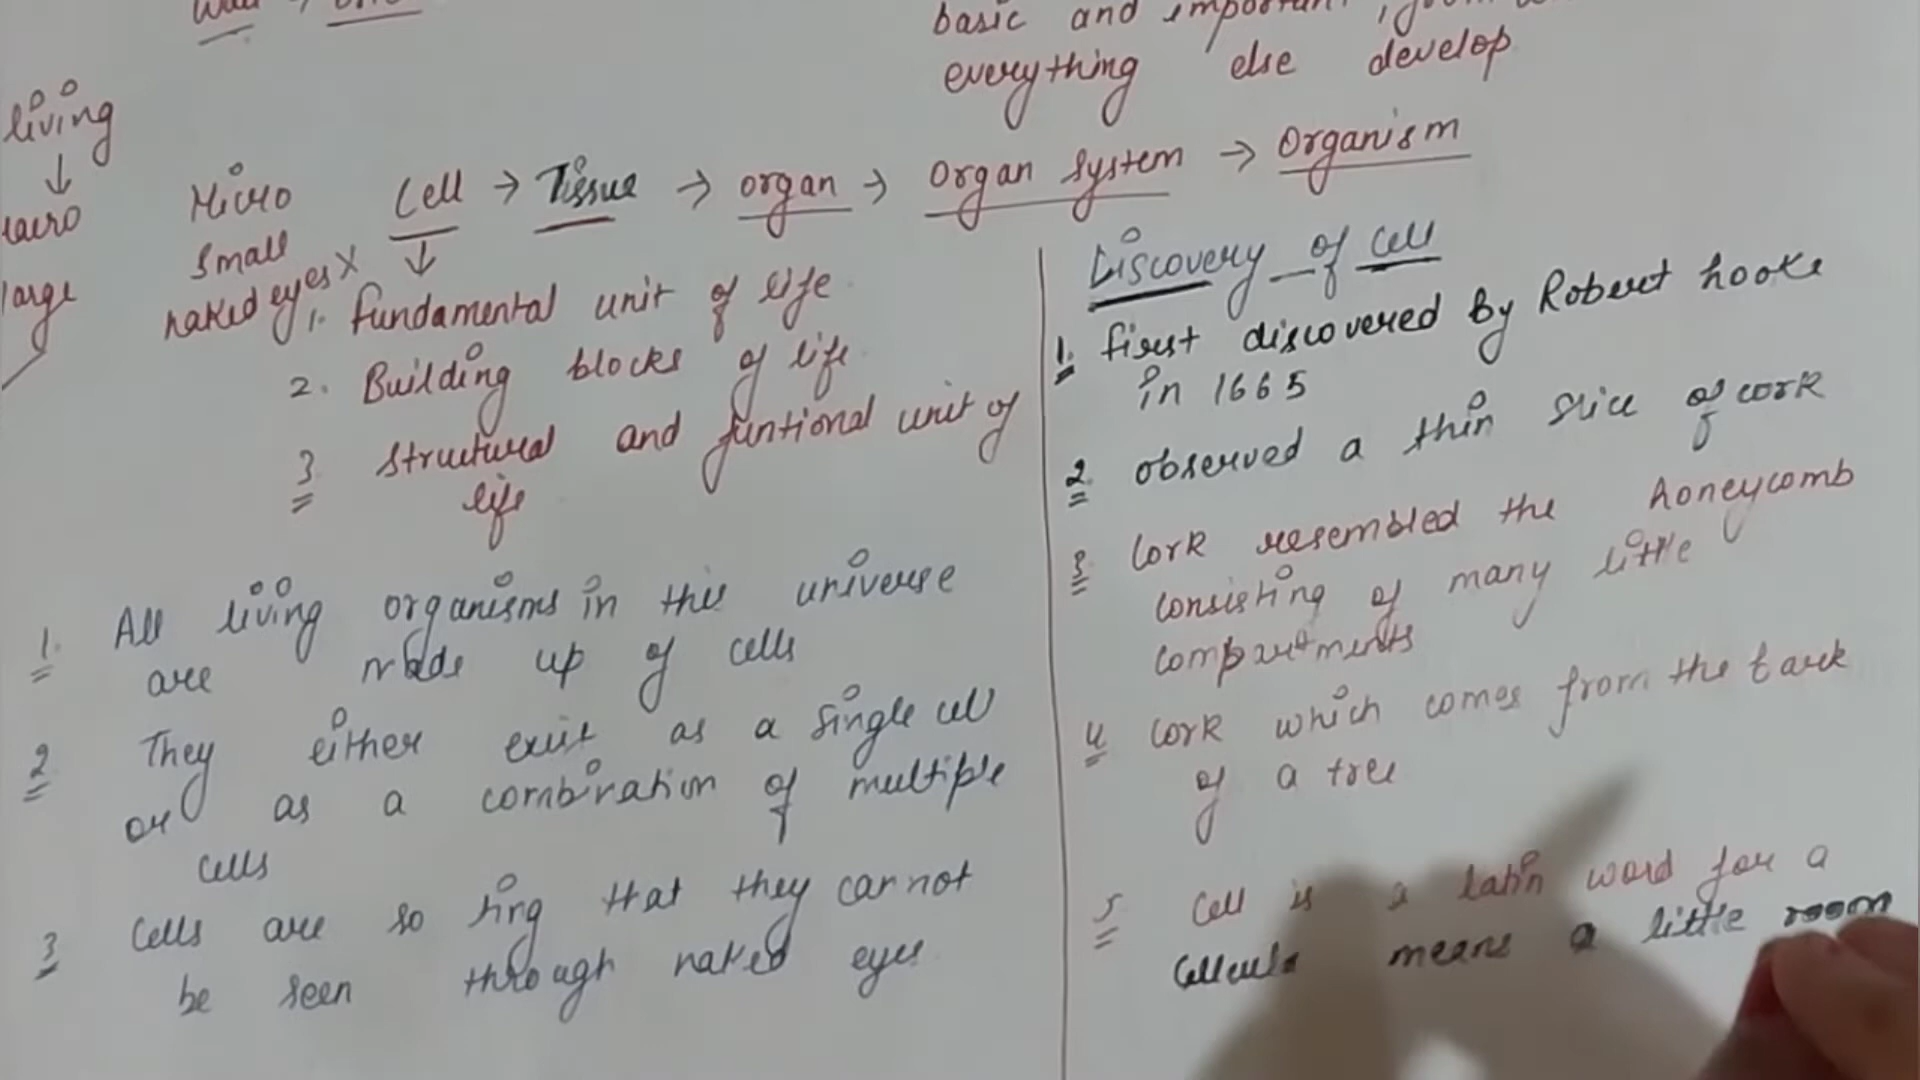 basic and important, from
everything else develop
living
↓
large
Micro
small
naked eyes X
Cell → Tissue → organ → Organ System → Organism
↓
1. fundamental unit of life
2. Building blocks of life
3 structural and funtional unit of
life
1. All living organisms in this universe
are made up of cells
2 They either exist as a single cell
or as a combination of multiple
cells
3 Cells are so tiny that they cannot
be seen through naked eyes
Discovery of cell
1. first discovered by Robert hooke
in 1665
2. observed a thin slice of cork
3 Cork resembled the honeycomb
consisting of many little
compartments
4 Cork which comes from the bark
of a tree
5 Cell is a latin word for a
means a little room